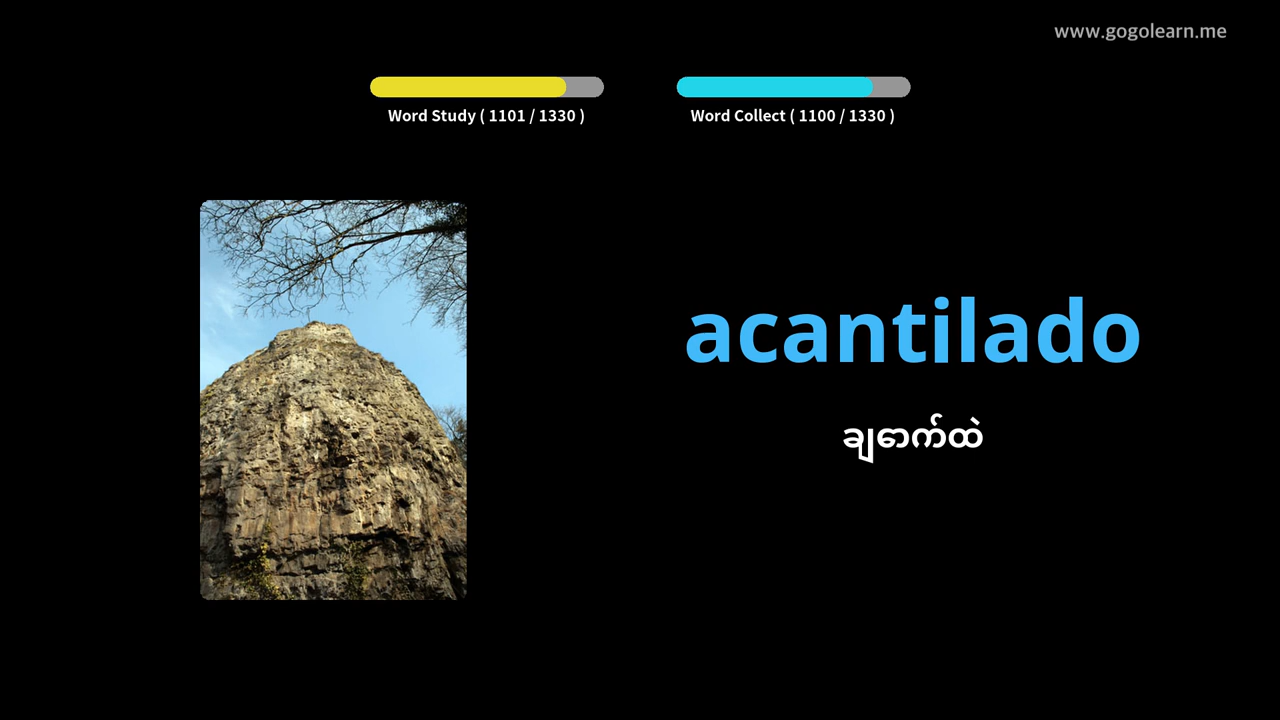 www.gogolearn.me
Word Study ( 1101 / 1330 )
Word Collect ( 1100 / 1330 )
acantilado
ချောက်ထဲ